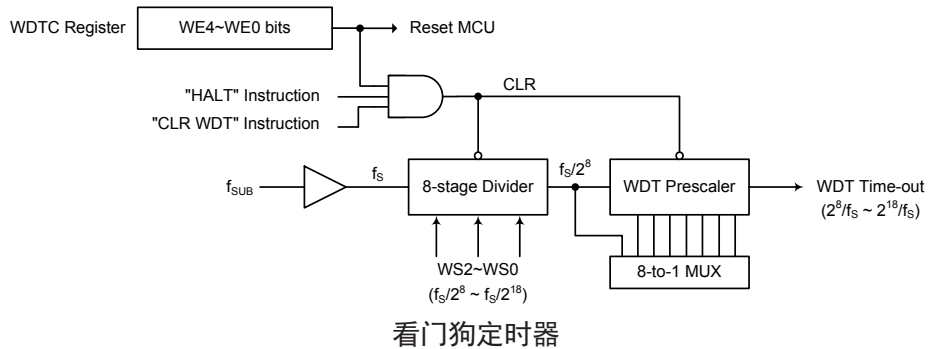 WDTC Register
WE4~WE0 bits
Reset MCU
CLR
"HALT" Instruction
"CLR WDT" Instruction
fSUB
fS
8-stage Divider
fS/2^8
WDT Prescaler
WDT Time-out
(2^8/fS ~ 2^18/fS)
WS2~WS0
(fS/2^8 ~ fS/2^18)
8-to-1 MUX
看门狗定时器